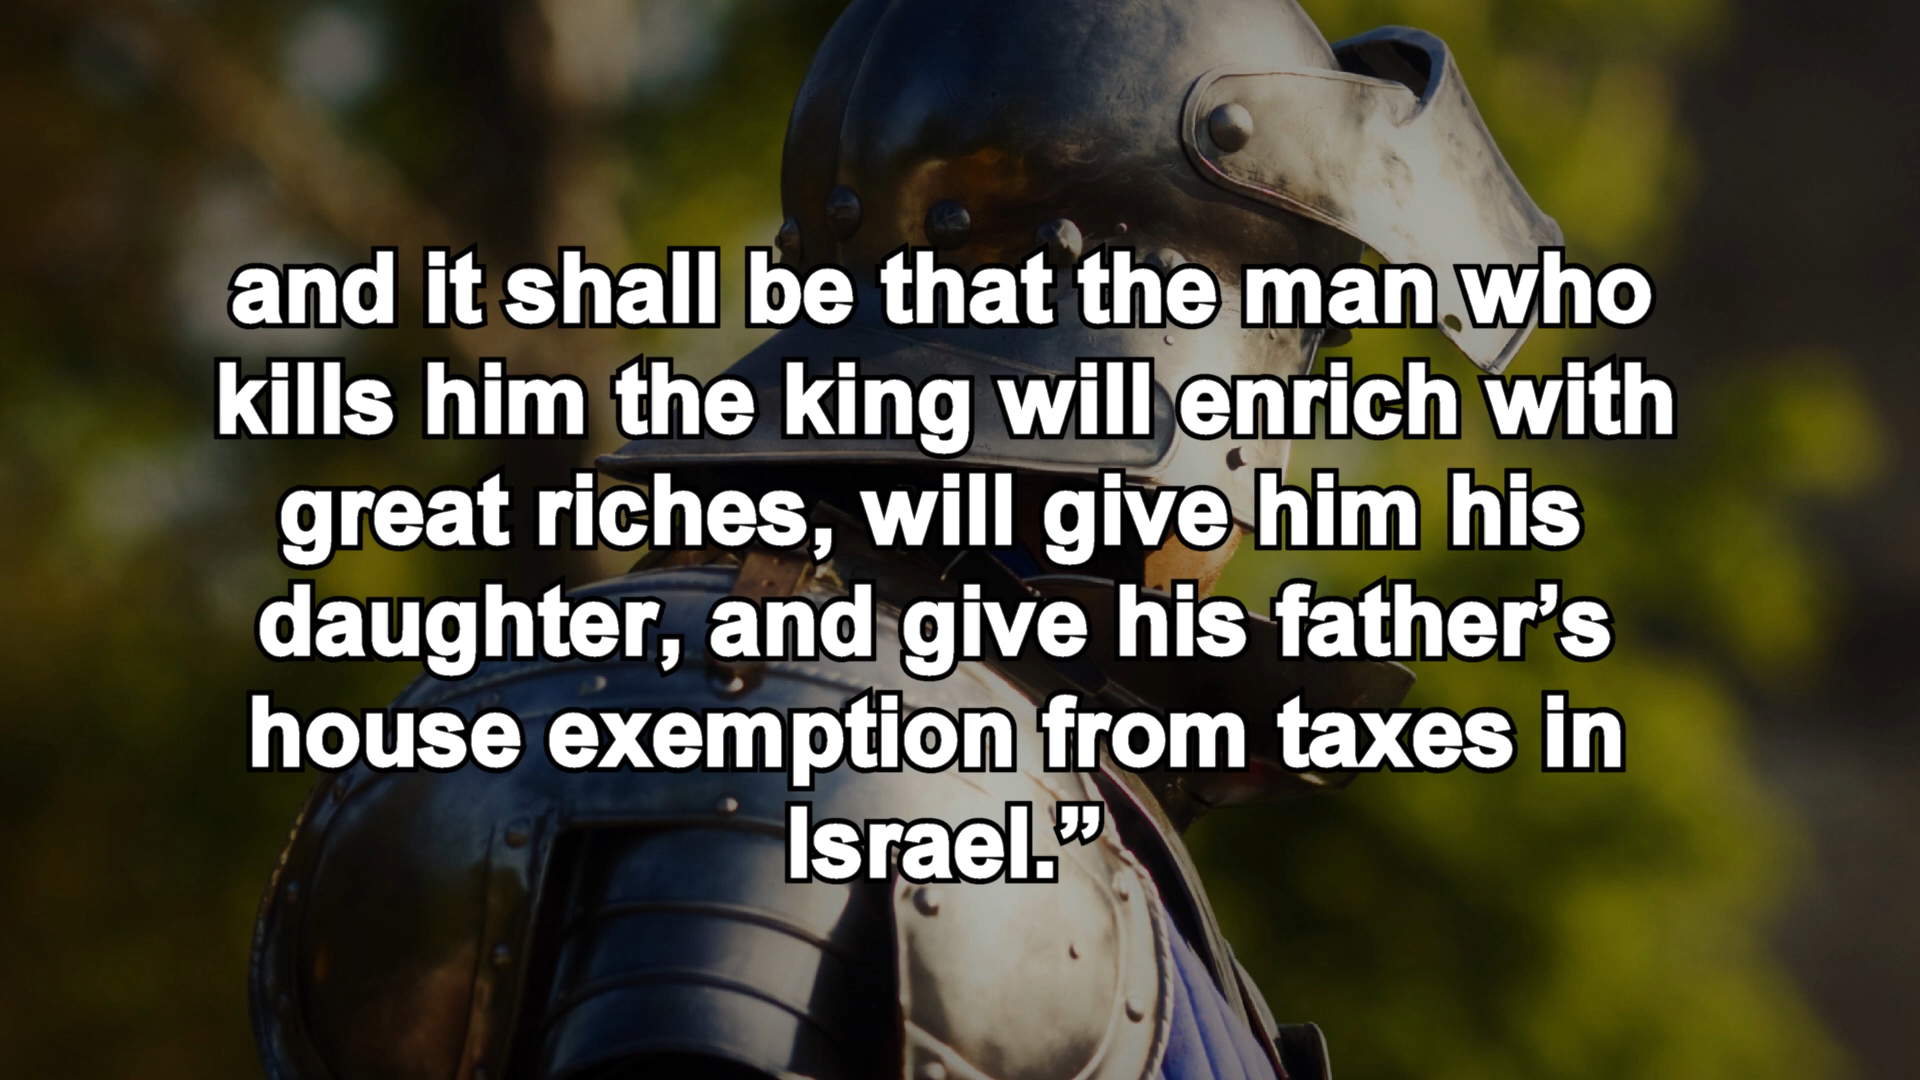 and it shall be that the man who
kills him the king will enrich with
great riches, will give him his
daughter, and give his father’s
house exemption from taxes in
Israel.”